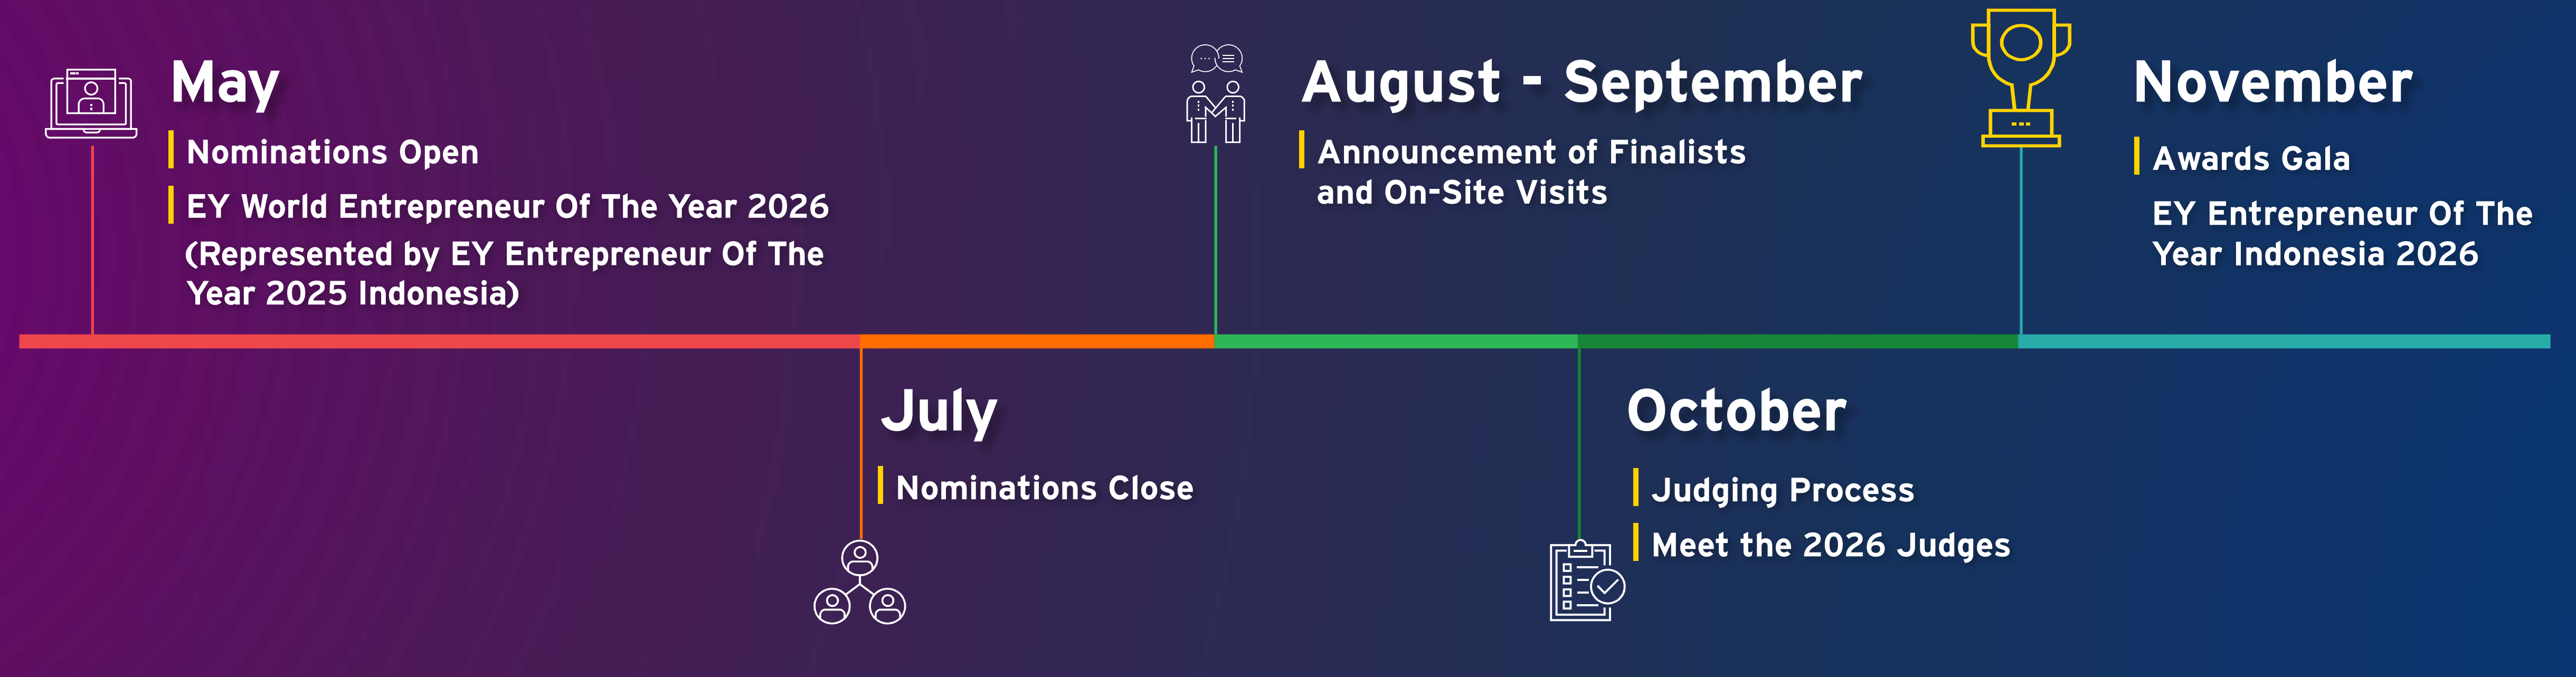 May
Nominations Open
EY World Entrepreneur Of The Year 2026
(Represented by EY Entrepreneur Of The
Year 2025 Indonesia)
July
Nominations Close
August - September
Announcement of Finalists
and On-Site Visits
October
Judging Process
Meet the 2026 Judges
November
Awards Gala
EY Entrepreneur Of The
Year Indonesia 2026